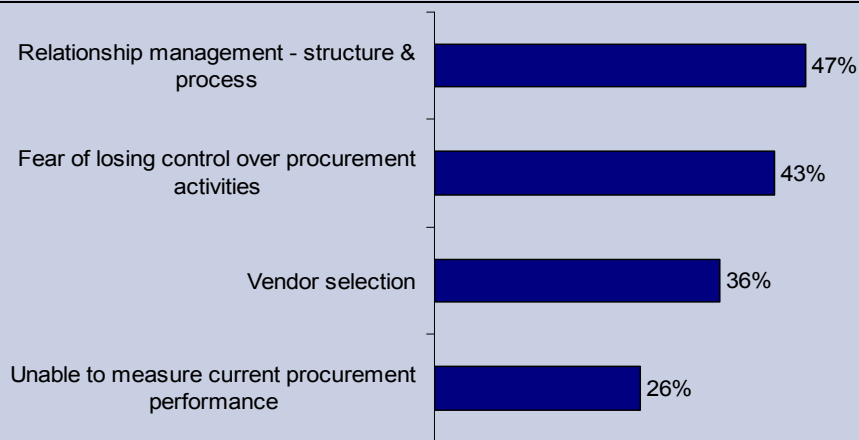 Relationship management - structure &
process
47%
Fear of losing control over procurement
activities
43%
Vendor selection
36%
Unable to measure current procurement
performance
26%